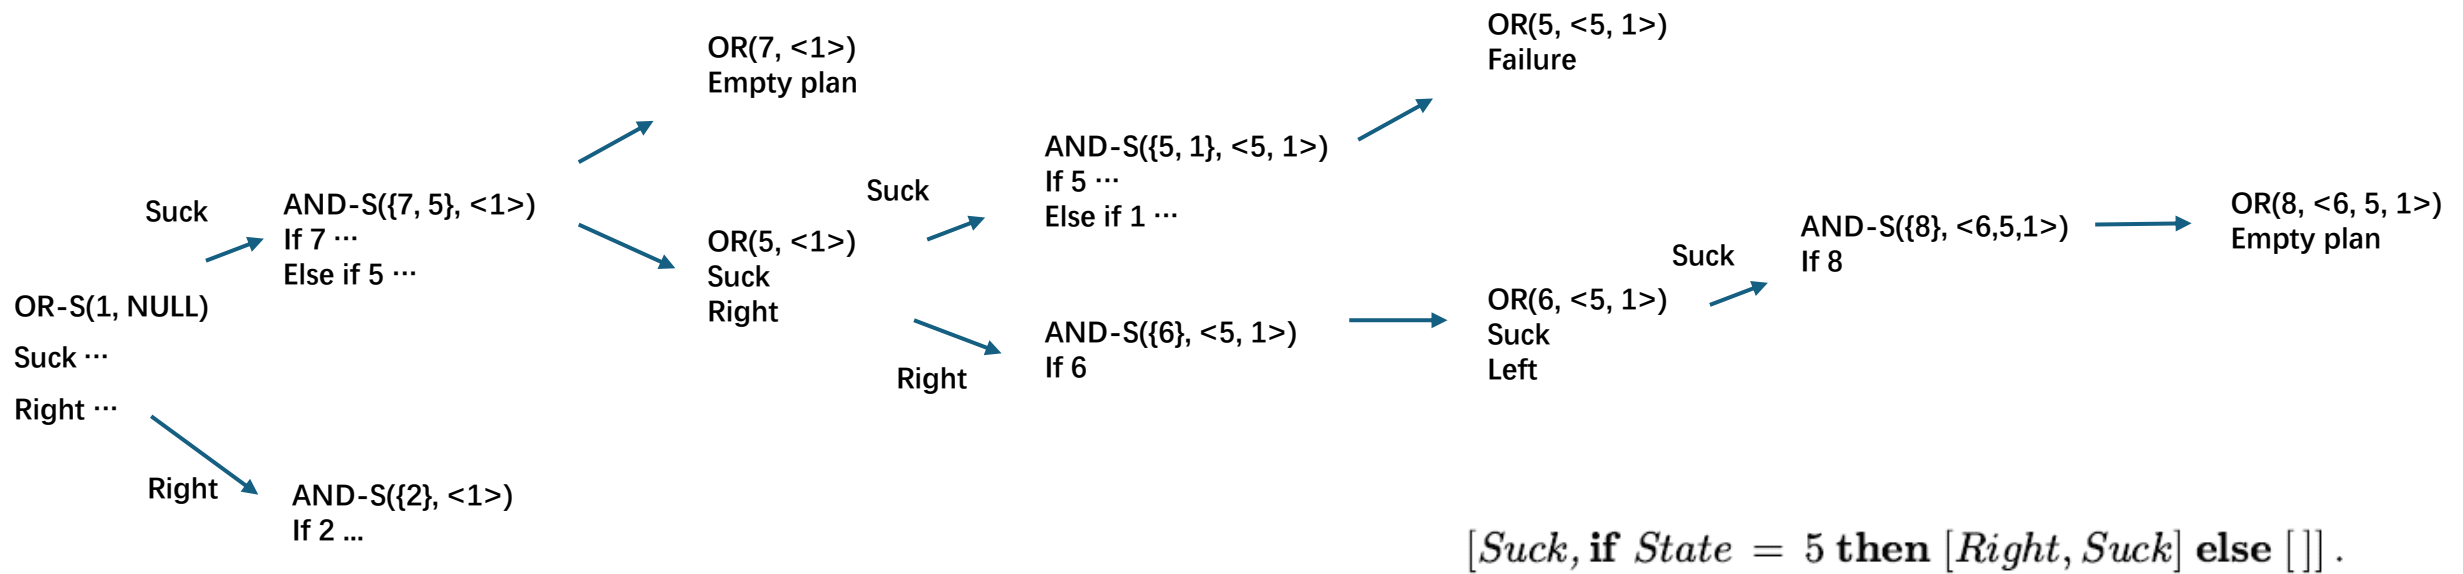 OR-S(1, NULL)
Suck ⋯
Right ⋯
Suck
AND-S({7, 5}, <1>)
If 7 ⋯
Else if 5 ⋯
Right
AND-S({2}, <1>)
If 2 ...
OR(7, <1>)
Empty plan
OR(5, <1>)
Suck
Right
Suck
AND-S({5, 1}, <5, 1>)
If 5 ⋯
Else if 1 ⋯
Right
AND-S({6}, <5, 1>)
If 6
OR(5, <5, 1>)
Failure
OR(6, <5, 1>)
Suck
Left
Suck
AND-S({8}, <6,5,1>)
If 8
OR(8, <6, 5, 1>)
Empty plan
[Suck, if State = 5 then [Right, Suck] else [ ]] .